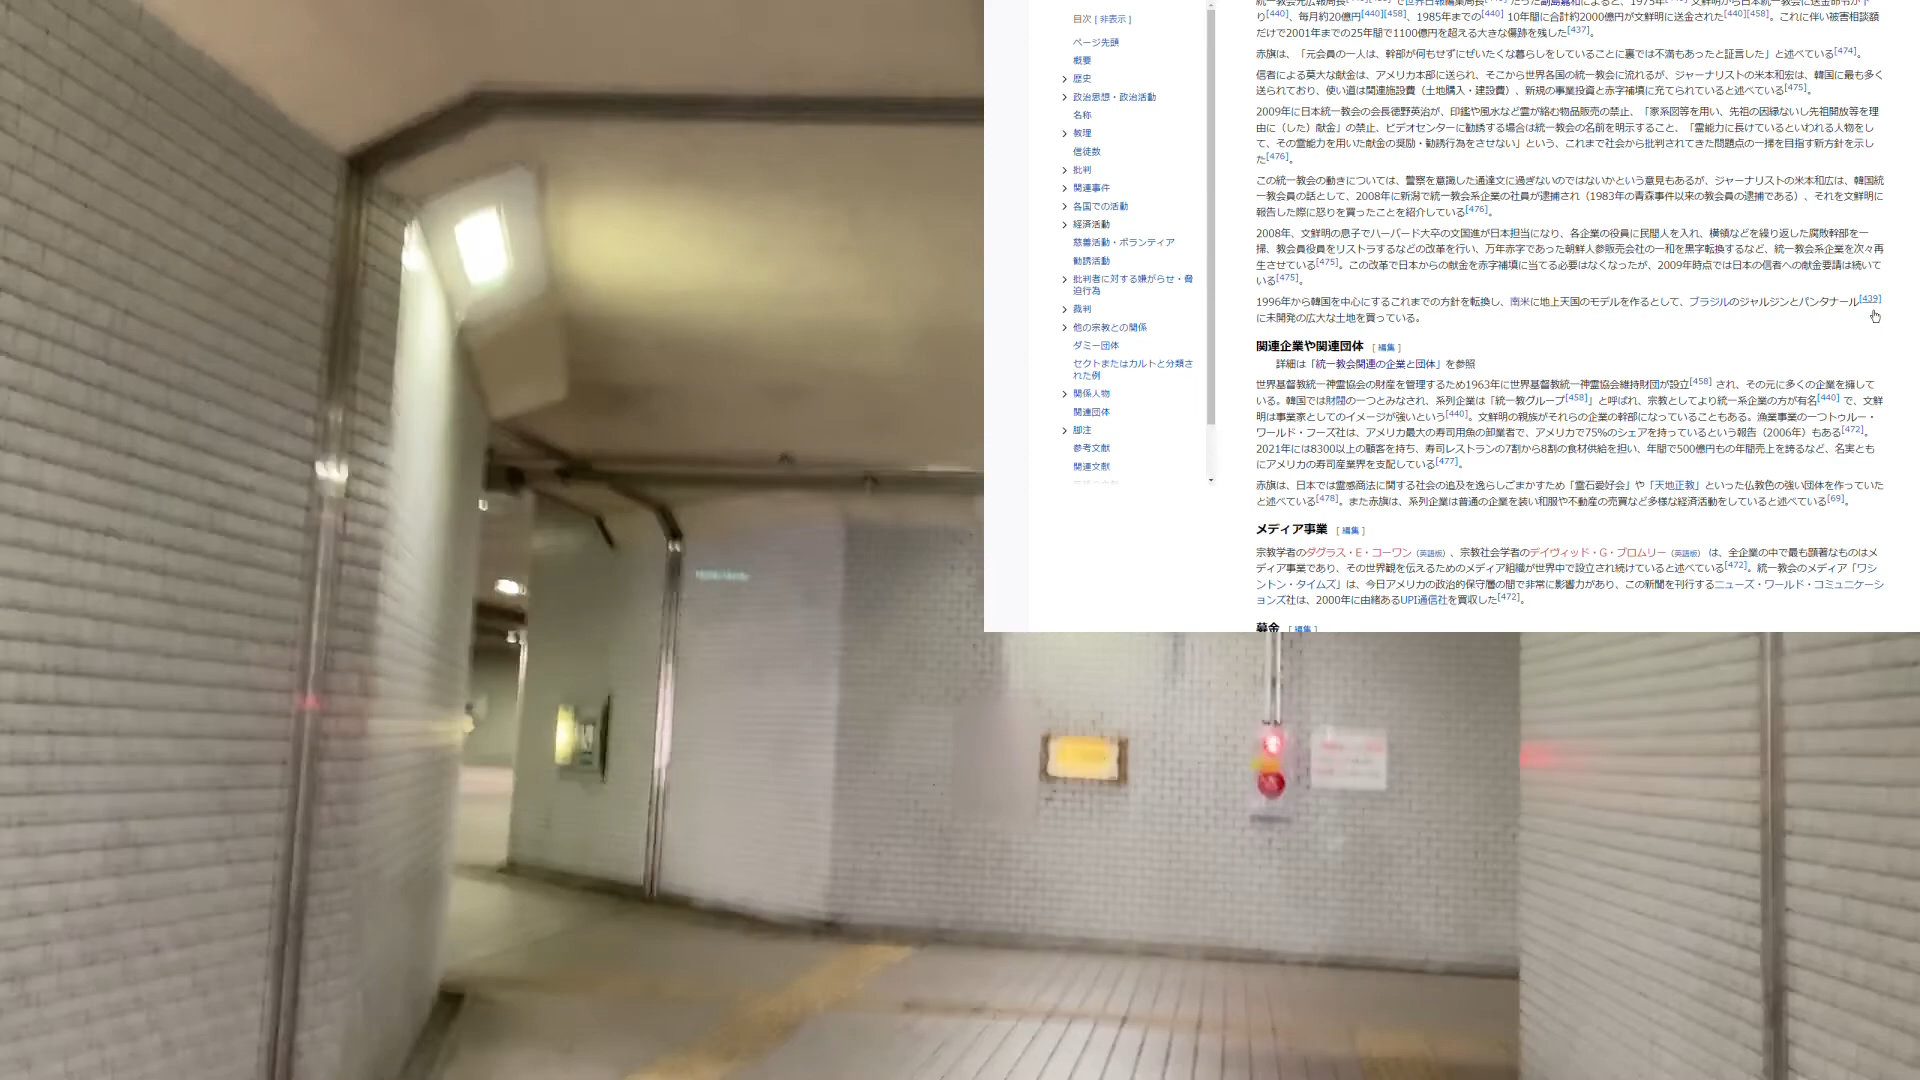 目次 [ 非表示 ]
ページ先頭
概要
歴史
政治思想・政治活動
名称
教理
信徒数
批判
関連事件
各国での活動
経済活動
慈善活動・ボランティア
勧誘活動
批判者に対する嫌がらせ・脅
迫行為
裁判
他の宗教との関係
ダミー団体
セクトまたはカルトと分類さ
れた例
関係人物
関連団体
脚注
参考文献
関連文献
り[440]、毎月約20億円[440][458]、1985年までの[440] 10年間に合計約2000億円が文鮮明に送金された[440][458]。これに伴い被害相談額
だけで2001年までの25年間で1100億円を超える大きな傷跡を残した[437]。
赤旗は、「元会員の一人は、幹部が何もせずにぜいたくな暮らしをしていることに裏では不満もあったと証言した」と述べている[474]。
信者による莫大な献金は、アメリカ本部に送られ、そこから世界各国の統一教会に流れるが、ジャーナリストの米本和宏は、韓国に最も多く
送られており、使い道は関連施設費（土地購入・建設費）、新規の事業投資と赤字補填に充てられていると述べている[475]。
2009年に日本統一教会の会長徳野英治が、印鑑や風水など霊が絡む物品販売の禁止、「家系図等を用い、先祖の因縁ないし先祖開放等を理
由に（した）献金」の禁止、ビデオセンターに勧誘する場合は統一教会の名前を明示すること、「霊能力に長けているといわれる人物をし
て、その霊能力を用いた献金の奨励・勧誘行為をさせない」という、これまで社会から批判されてきた問題点の一掃を目指す新方針を示し
た[476]。
この統一教会の動きについては、警察を意識した通達文に過ぎないのではないかという意見もあるが、ジャーナリストの米本和広は、韓国統
一教会員の話として、2008年に新潟で統一教会系企業の社員が逮捕され（1983年の青森事件以来の教会員の逮捕である）、それを文鮮明に
報告した際に怒りを買ったことを紹介している[476]。
2008年、文鮮明の息子でハーバード大卒の文国進が日本担当になり、各企業の役員に民間人を入れ、横領などを繰り返した腐敗幹部を一
掃、教会員役員をリストラするなどの改革を行い、万年赤字であった朝鮮人参販売会社の一和を黒字転換するなど、統一教会系企業を次々再
生させている[475]。この改革で日本からの献金を赤字補填に当てる必要はなくなったが、2009年時点では日本の信者への献金要請は続いて
いる[475]。
1996年から韓国を中心にするこれまでの方針を転換し、南米に地上天国のモデルを作るとして、ブラジルのジャルジンとパンタナール[439]
に未開発の広大な土地を買っている。
関連企業や関連団体 [ 編集 ]
詳細は「統一教会関連の企業と団体」を参照
世界基督教統一神霊協会の財産を管理するため1963年に世界基督教統一神霊協会維持財団が設立[458] され、その元に多くの企業を擁して
いる。韓国では財閥の一つとみなされ、系列企業は「統一教グループ[458]」と呼ばれ、宗教としてより統一系企業の方が有名[440] で、文鮮
明は事業家としてのイメージが強いという[440]。文鮮明の親族がそれらの企業の幹部になっていることもある。漁業事業の一つトゥルー・
ワールド・フーズ社は、アメリカ最大の寿司用魚の卸業者で、アメリカで75%のシェアを持っているという報告（2006年）もある[472]。
2021年には8300以上の顧客を持ち、寿司レストランの7割から8割の食材供給を担い、年間で500億円もの年間売上を誇るなど、名実とも
にアメリカの寿司産業界を支配している[477]。
赤旗は、日本では霊感商法に関する社会の追及を逸らしごまかすため「霊石愛好会」や「天地正教」といった仏教色の強い団体を作っていた
と述べている[478]。また赤旗は、系列企業は普通の企業を装い和服や不動産の売買など多様な経済活動をしていると述べている[69]。
メディア事業 [ 編集 ]
宗教学者のダグラス・E・コーワン（英語版）、宗教社会学者のデイヴィッド・G・ブロムリー（英語版） は、全企業の中で最も顕著なものはメ
ディア事業であり、その世界観を伝えるためのメディア組織が世界中で設立され続けていると述べている[472]。統一教会のメディア「ワシ
ントン・タイムズ」は、今日アメリカの政治的保守層の間で非常に影響力があり、この新聞を刊行するニューズ・ワールド・コミュニケーシ
ョンズ社は、2000年に由緒あるUPI通信社を買収した[472]。
募金 [ 編集 ]